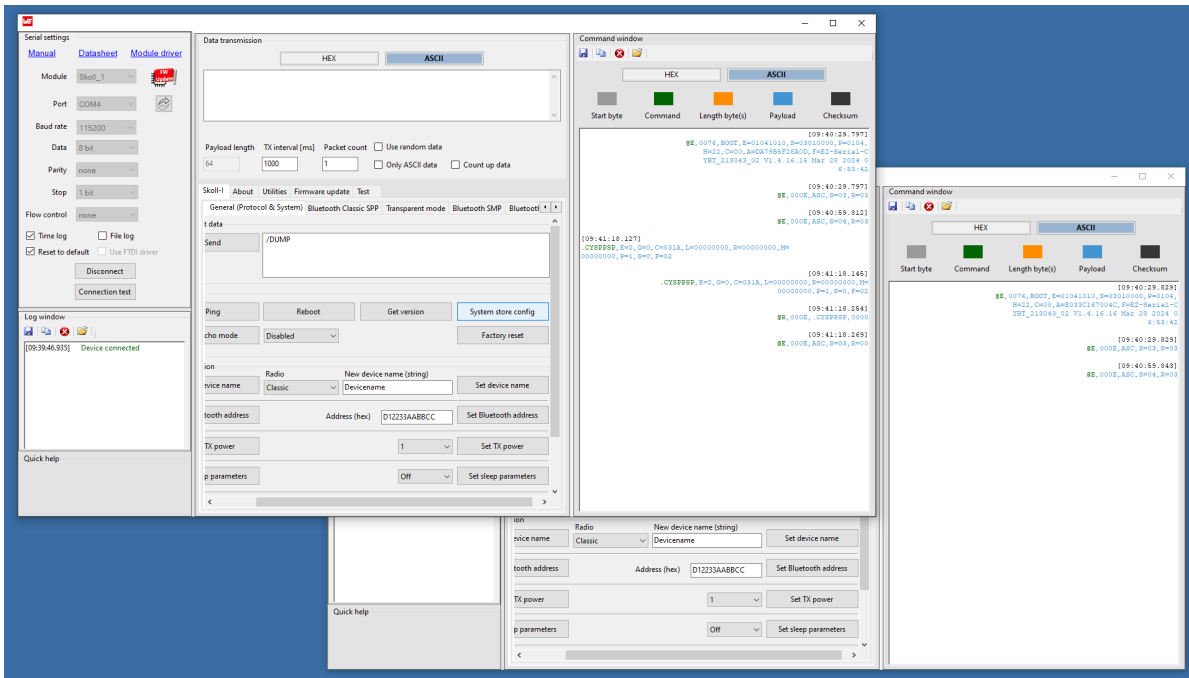 Serial settings
Manual Datasheet Module driver
Module Skoll_1 FW Update
Port COM4
Baud rate 115200
Data 8 bit
Parity none
Stop 1 bit
Flow control none
Time log File log
Reset to default Use FTDI driver
Disconnect
Connection test
Log window
[09:39:46.935] Device connected
Quick help
Data transmission
HEX ASCII
Payload length TX interval [ms] Packet count Use random data
64 1000 1 Only ASCII data Count up data
Skoll-I About Utilities Firmware update Test
General (Protocol & System) Bluetooth Classic SPP Transparent mode Bluetooth SMP Bluetooth
t data
Send /DUMP
Ping Reboot Get version System store config
cho mode Disabled Factory reset
ion
Radio New device name (string)
evice name Classic Devicename Set device name
tooth address Address (hex) D12233AABBCC Set Bluetooth address
TX power 1 Set TX power
p parameters Off Set sleep parameters
Command window
HEX ASCII
Start byte Command Length byte(s) Payload Checksum
[09:40:29.797]
@E,0076,BOOT,E=01041010,S=03010000,P=0104,
H=22,C=00,A=DA79B5F26A0D,F=EZ-Serial-C
YBT_213043_02 V1.4.16.16 Mar 28 2024 0
6:53:42
[09:40:29.797]
@E,000E,ASC,S=03,R=03
[09:40:59.812]
@E,000E,ASC,S=04,R=03
[09:41:18.127]
.CYSPPSP,E=2,G=0,C=031A,L=00000000,R=00000000,M=
00000000,P=1,S=0,F=02
[09:41:18.145]
.CYSPPSP,E=2,G=0,C=031A,L=00000000,R=00000000,M=
00000000,P=1,S=0,F=02
[09:41:18.254]
@R,000E,.CYSPPSP,0000
[09:41:18.269]
@E,000E,ASC,S=03,R=00
Command window
HEX ASCII
Start byte Command Length byte(s) Payload Checksum
[09:40:29.829]
@E,0076,BOOT,E=01041010,S=03010000,P=0104,
H=22,C=00,A=E033C167004C,F=EZ-Serial-C
YBT_213043_02 V1.4.16.16 Mar 28 2024 0
6:53:42
[09:40:29.829]
@E,000E,ASC,S=03,R=03
[09:40:59.843]
@E,000E,ASC,S=04,R=03
ion
Radio New device name (string)
evice name Classic Devicename Set device name
tooth address Address (hex) D12233AABBCC Set Bluetooth address
TX power 1 Set TX power
p parameters Off Set sleep parameters
Quick help